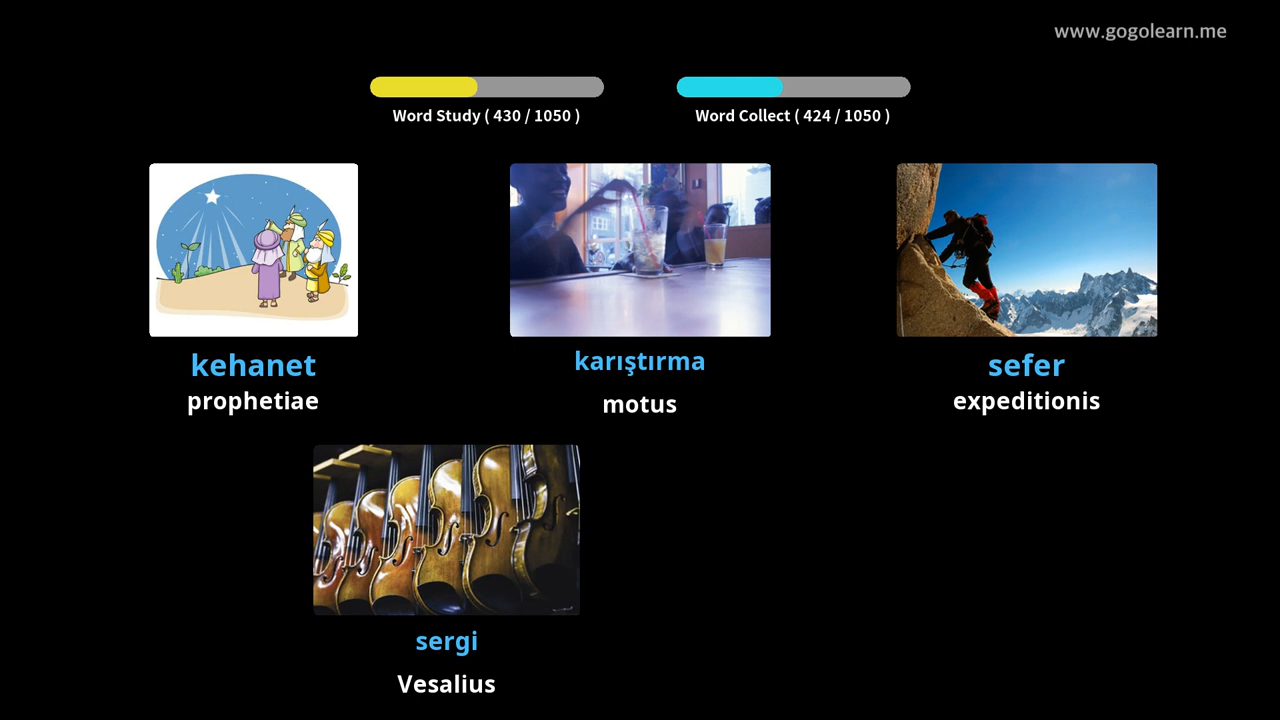 www.gogolearn.me
Word Study ( 430 / 1050 )
Word Collect ( 424 / 1050 )
kehanet
prophetiae
karıştırma
motus
sefer
expeditionis
sergi
Vesalius